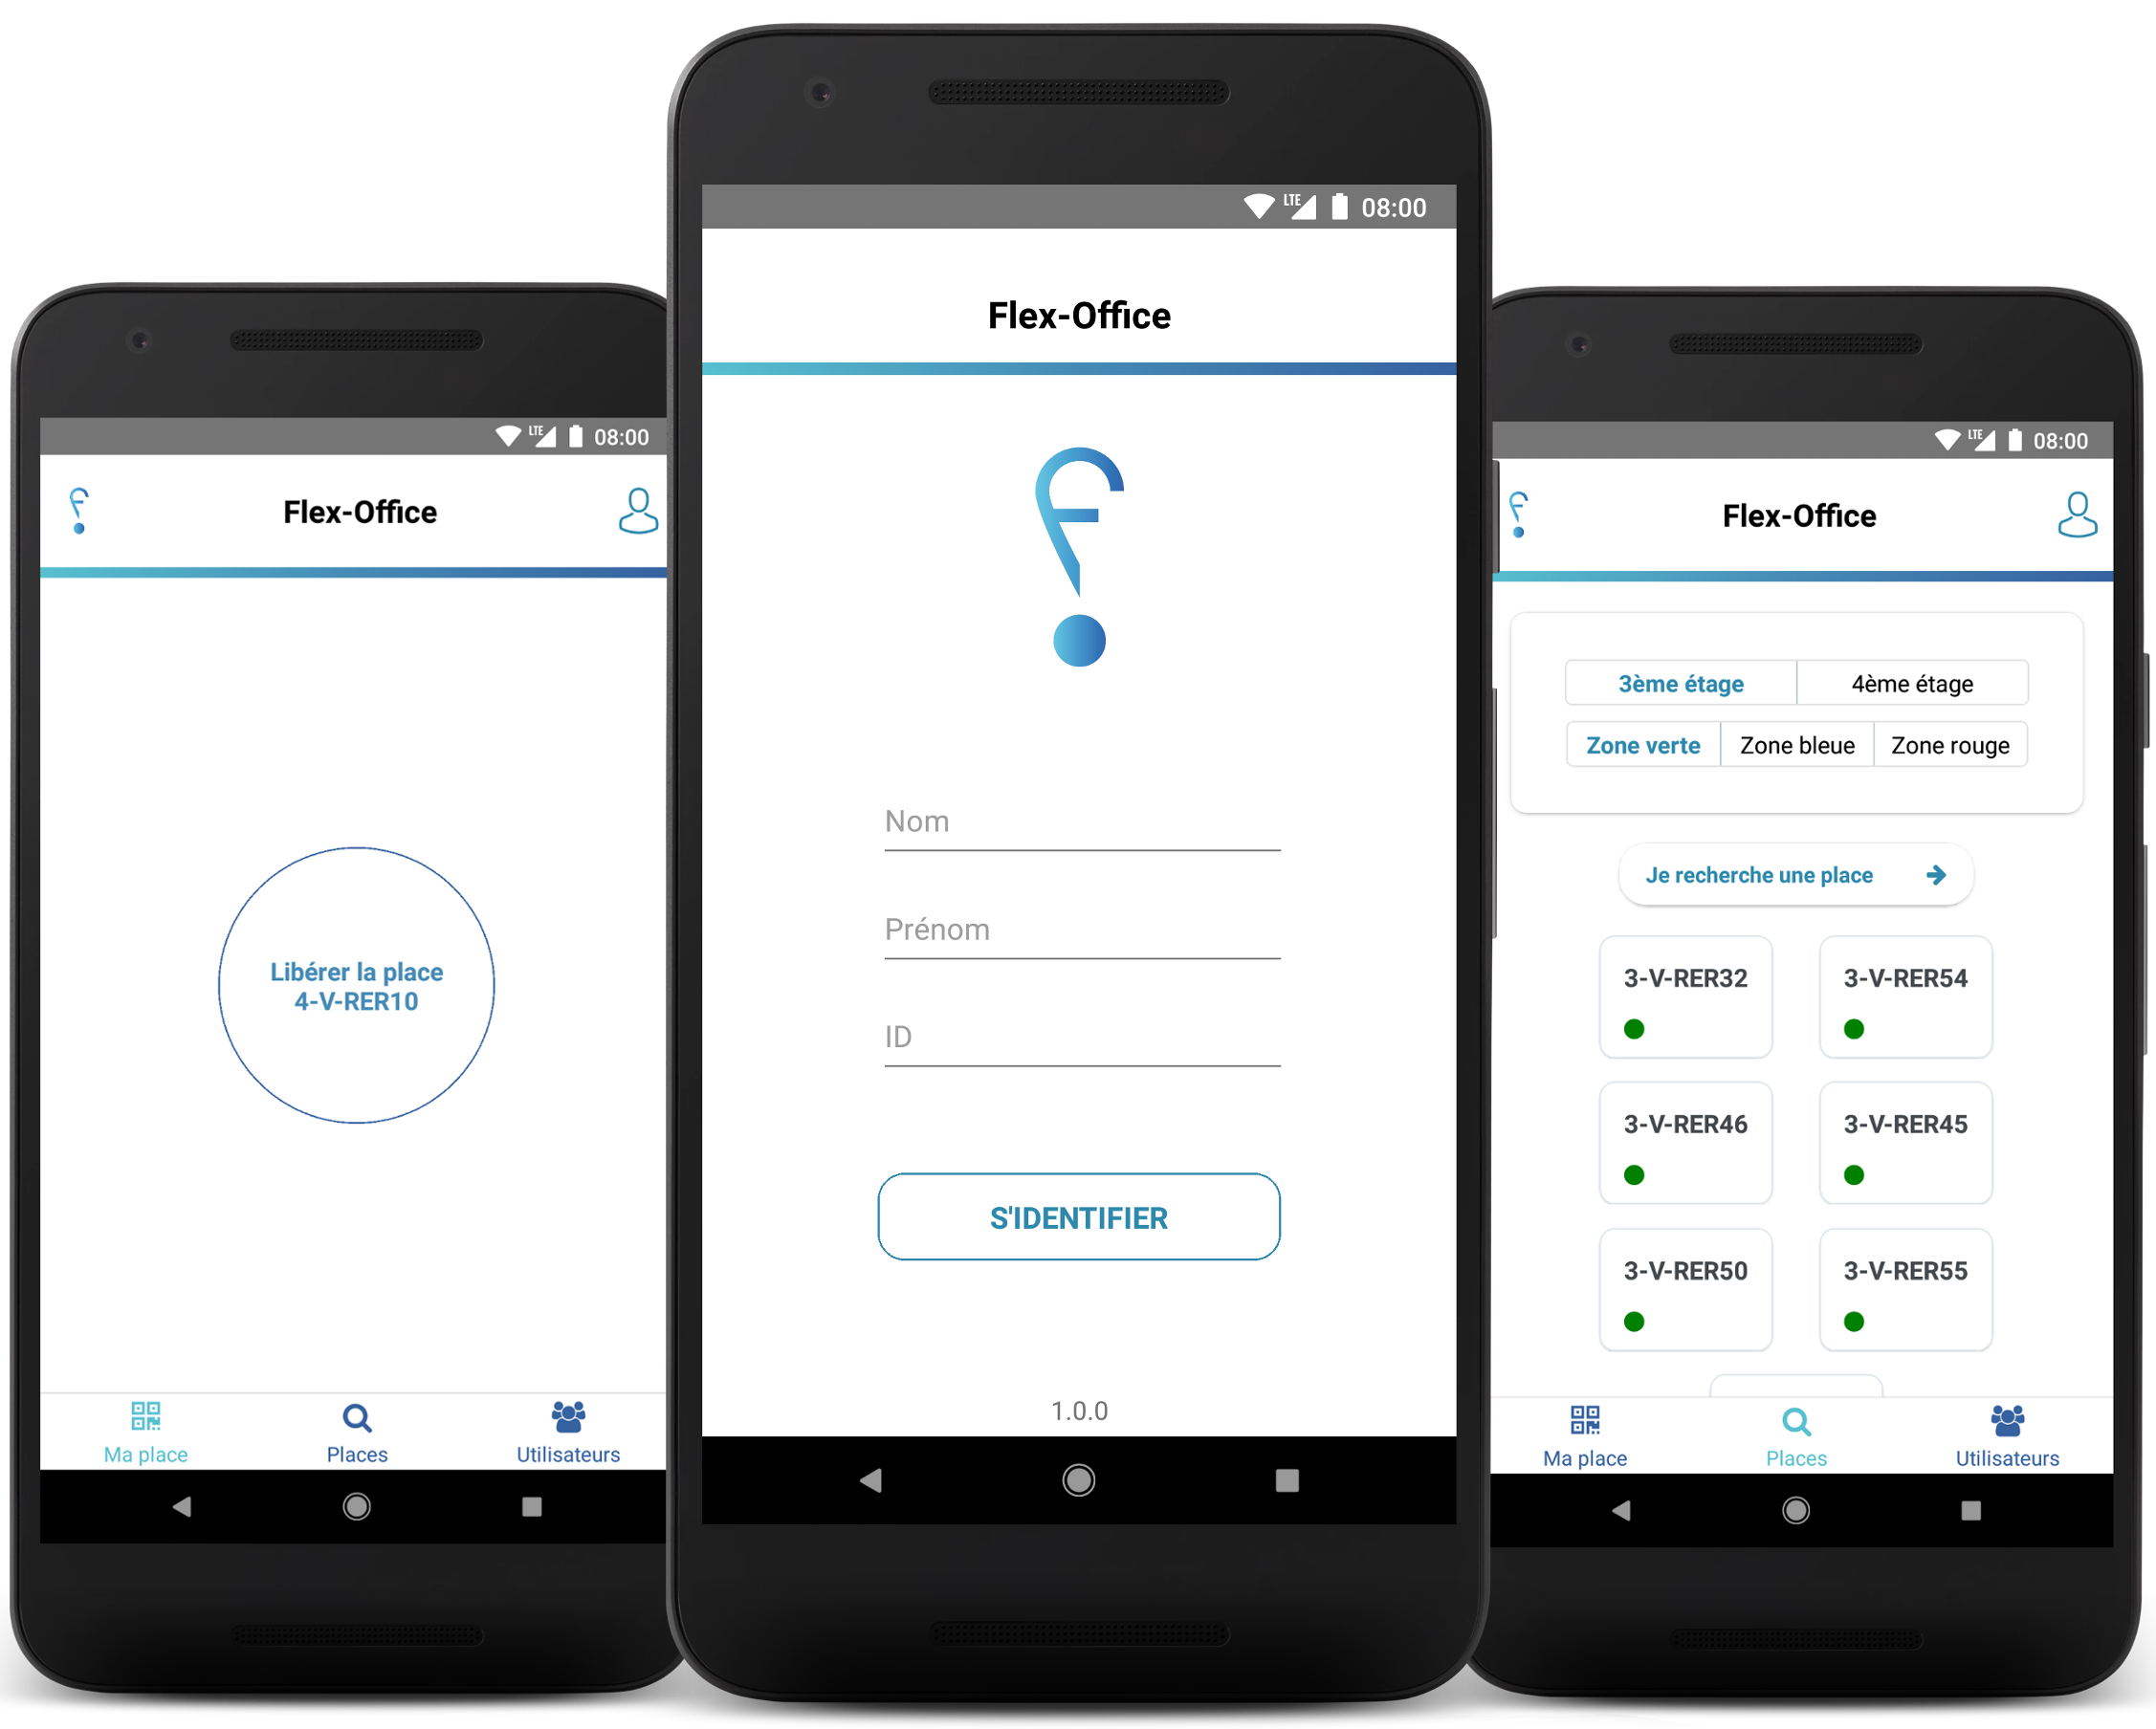 LTE 08:00
Flex-Office
Libérer la place
4-V-RER10
Ma place Places Utilisateurs
LTE 08:00
Flex-Office
Nom
Prénom
ID
S'IDENTIFIER
1.0.0
LTE 08:00
Flex-Office
3ème étage 4ème étage
Zone verte Zone bleue Zone rouge
Je recherche une place
3-V-RER32 3-V-RER54
3-V-RER46 3-V-RER45
3-V-RER50 3-V-RER55
Ma place Places Utilisateurs